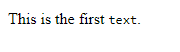 This is the first text.